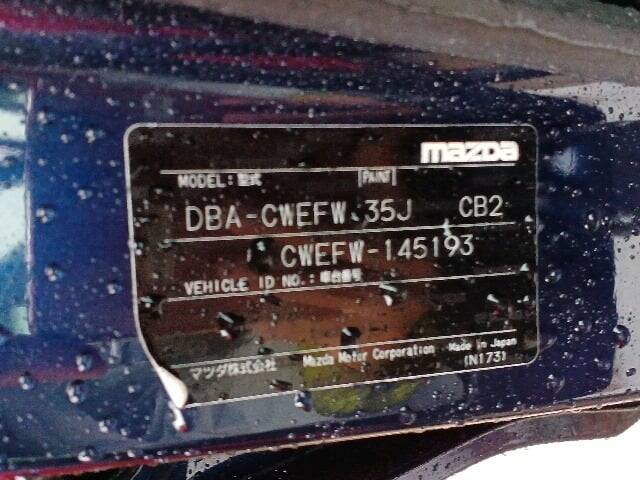 mazda
MODEL：型式 PAINT
DBA-CWEFW 35J CB2
CWEFW-145193
VEHICLE ID NO.：車台番号
マツダ株式会社 Mazda Motor Corporation Made in Japan
(N173)